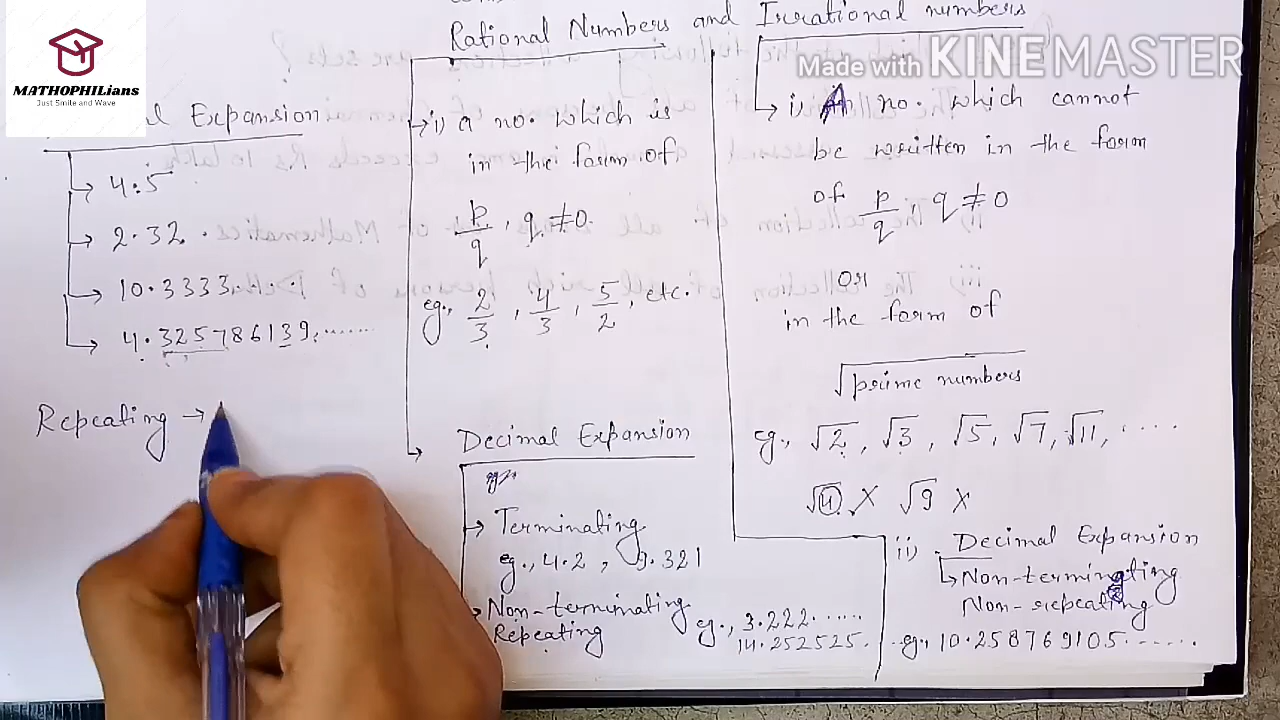 Rational Numbers and Irrational numbers
MATHOPHILians
Just Smile and Wave
Made with KINEMASTER
Expansion
4.5
2.32.
10.3333...
4.325786139.......
Repeating →
i) a no. which is
in the form of
p/q, q≠0.
eg., 2/3, 4/3, 5/2, etc.
Decimal Expansion
Terminating
eg., 4.2, 9.321
Non-terminating
Repeating
eg., 3.222......
14.252525.
i) A no. which cannot
be written in the form
of p/q, q≠0
or
in the form of
√prime numbers
eg., √2, √3, √5, √7, √11, .....
√4 X √9 X
ii) Decimal Expansion
Non-terminating
Non-repeating
eg., 10.258769105......